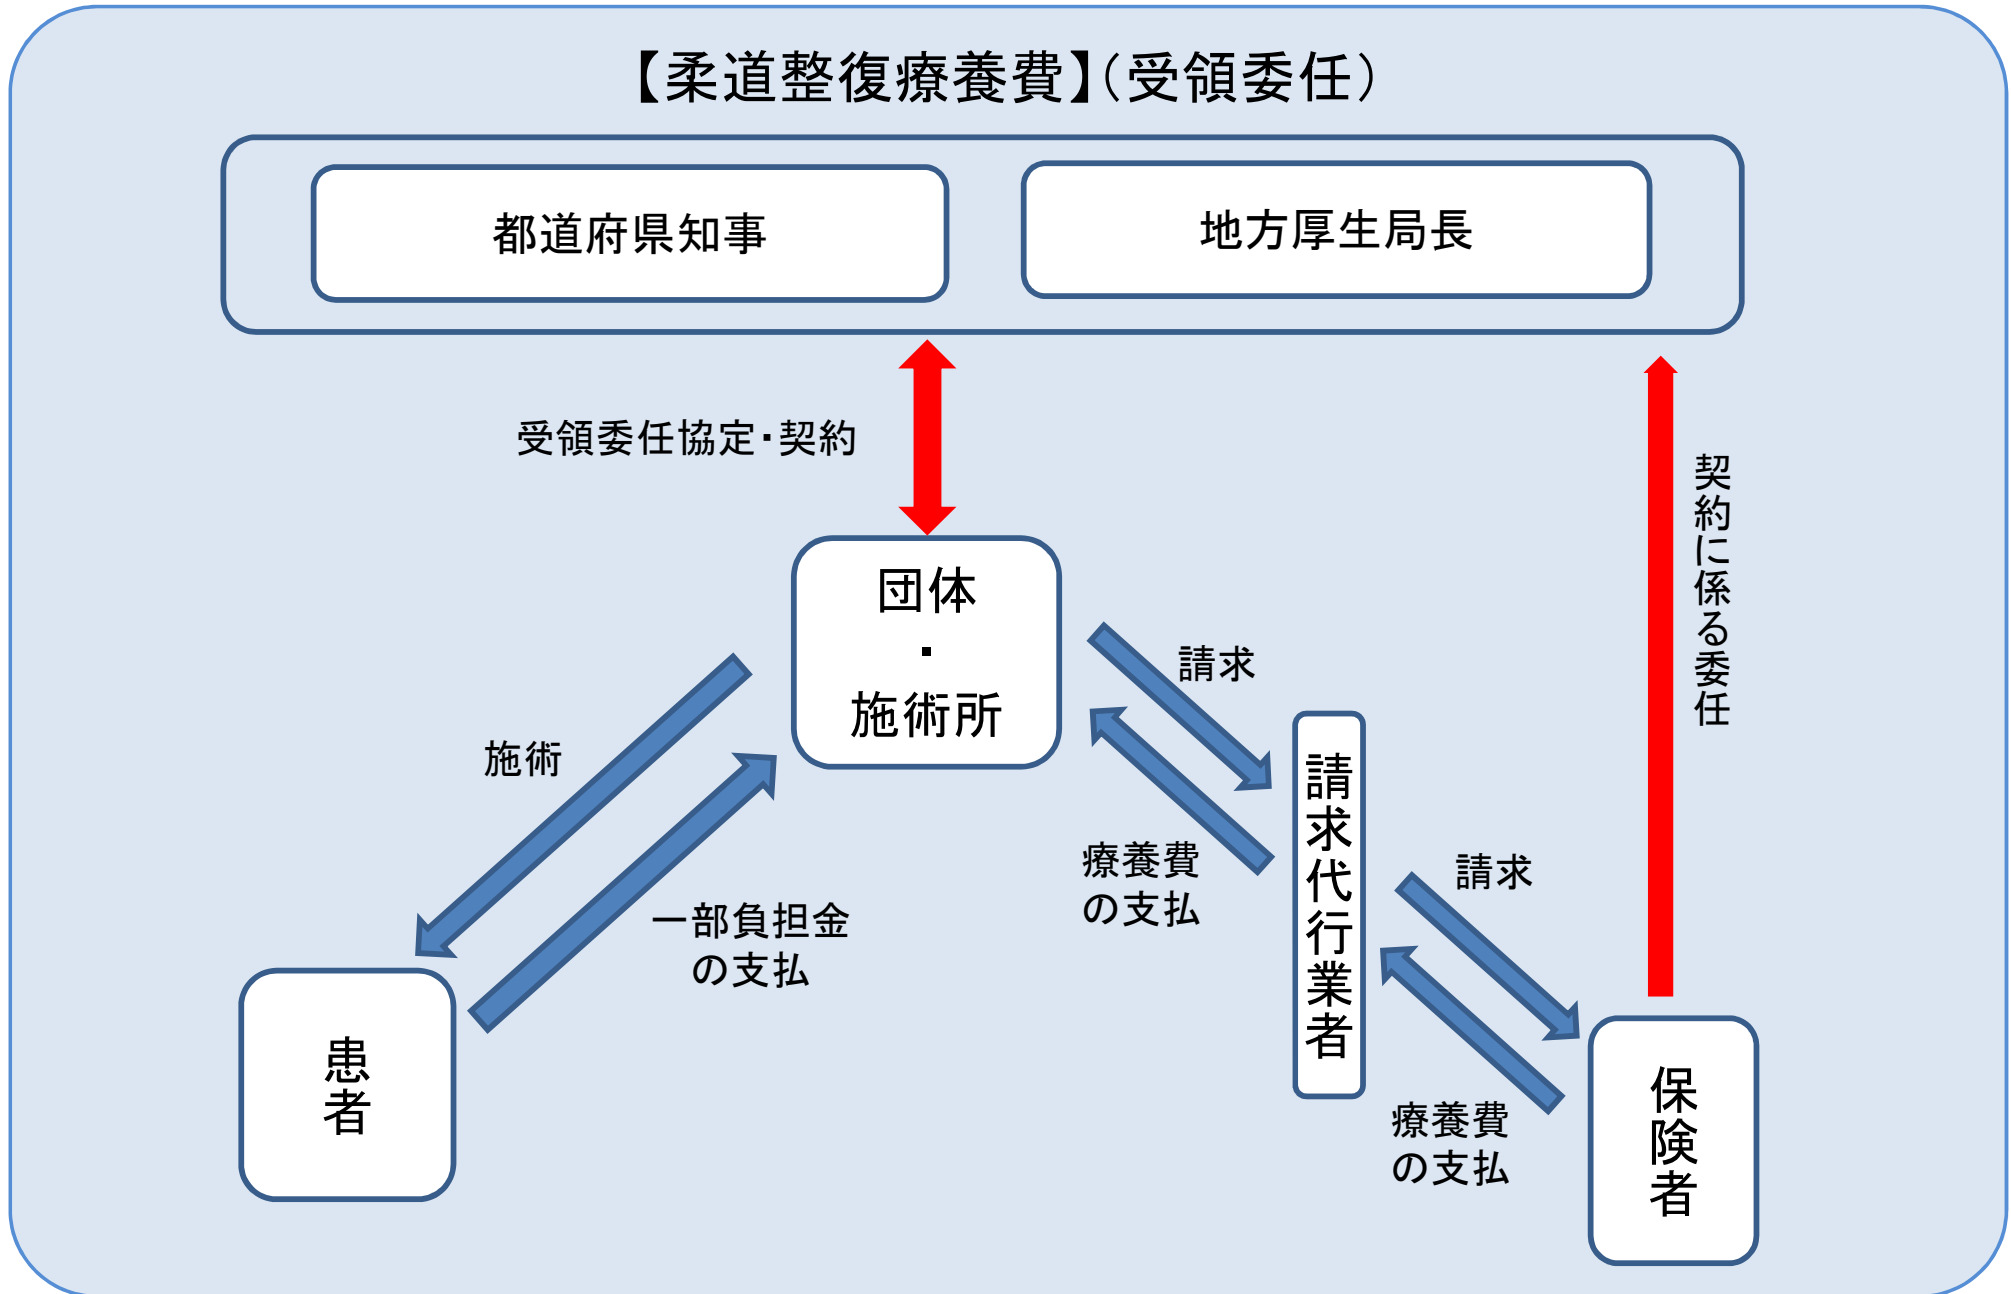 【柔道整復療養費】（受領委任）
都道府県知事
地方厚生局長
受領委任協定・契約
契約に係る委任
団体
・
施術所
請求
施術
請求代行業者
療養費
の支払
請求
一部負担金
の支払
患者
保険者
療養費
の支払